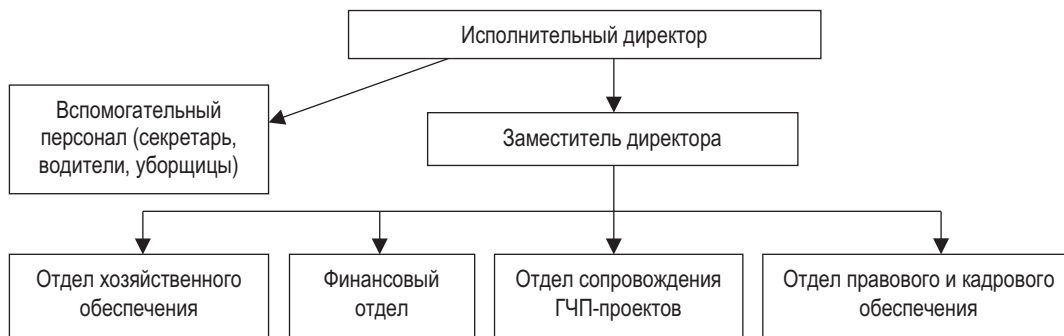 Исполнительный директор
Вспомогательный
персонал (секретарь,
водители, уборщицы)
Заместитель директора
Отдел хозяйственного
обеспечения
Финансовый
отдел
Отдел сопровождения
ГЧП-проектов
Отдел правового и кадрового
обеспечения